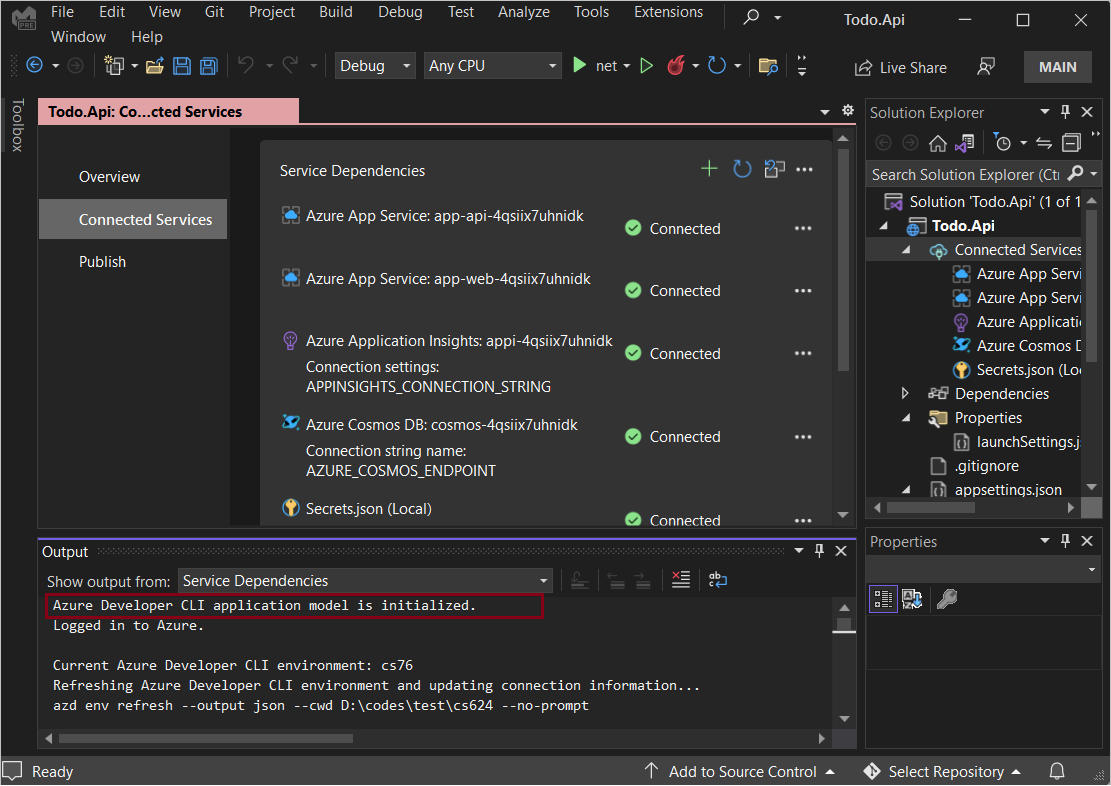 File Edit View Git Project Build Debug Test Analyze Tools Extensions
Window Help
Todo.Api
PRE
Debug Any CPU net Live Share MAIN
Toolbox
Todo.Api: Co...cted Services
Overview
Connected Services
Publish
Service Dependencies
Azure App Service: app-api-4qsiix7uhnidk
Connected
Azure App Service: app-web-4qsiix7uhnidk
Connected
Azure Application Insights: appi-4qsiix7uhnidk
Connected
Connection settings:
APPINSIGHTS_CONNECTION_STRING
Azure Cosmos DB: cosmos-4qsiix7uhnidk
Connected
Connection string name:
AZURE_COSMOS_ENDPOINT
Secrets.json (Local)
Connected
Solution Explorer
Search Solution Explorer (Ctr
Solution 'Todo.Api' (1 of 1
Todo.Api
Connected Services
Azure App Servi
Azure App Servi
Azure Applicatio
Azure Cosmos D
Secrets.json (Loc
Dependencies
Properties
launchSettings.js
.gitignore
appsettings.json
Output
Show output from: Service Dependencies
Azure Developer CLI application model is initialized.
Logged in to Azure.
Current Azure Developer CLI environment: cs76
Refreshing Azure Developer CLI environment and updating connection information...
azd env refresh --output json --cwd D:\codes\test\cs624 --no-prompt
Properties
Ready Add to Source Control Select Repository